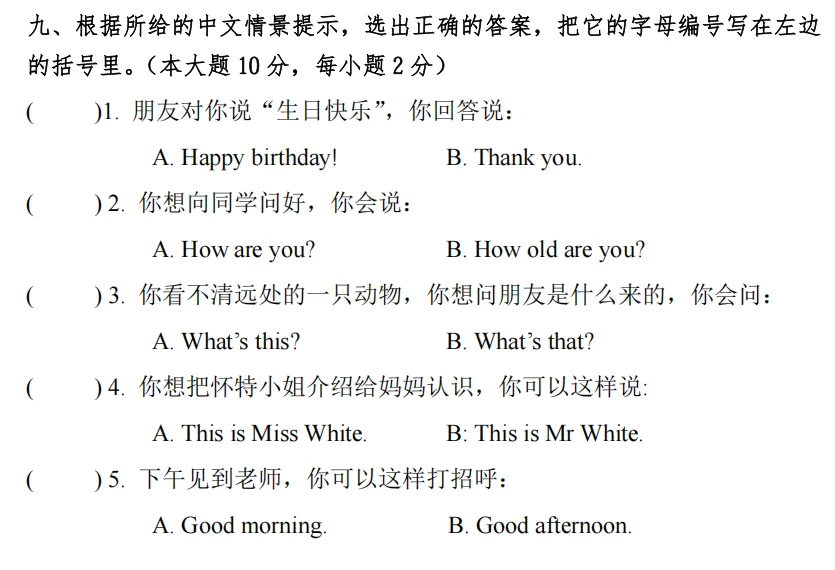 九、根据所给的中文情景提示，选出正确的答案，把它的字母编号写在左边
的括号里。（本大题 10 分，每小题 2 分）
(      )1. 朋友对你说“生日快乐”，你回答说：
A. Happy birthday!      B. Thank you.
(      ) 2. 你想向同学问好，你会说：
A. How are you?      B. How old are you?
(      ) 3. 你看不清远处的一只动物，你想问朋友是什么来的，你会问：
A. What’s this?      B. What’s that?
(      ) 4. 你想把怀特小姐介绍给妈妈认识，你可以这样说:
A. This is Miss White.      B: This is Mr White.
(      ) 5. 下午见到老师，你可以这样打招呼：
A. Good morning.      B. Good afternoon.